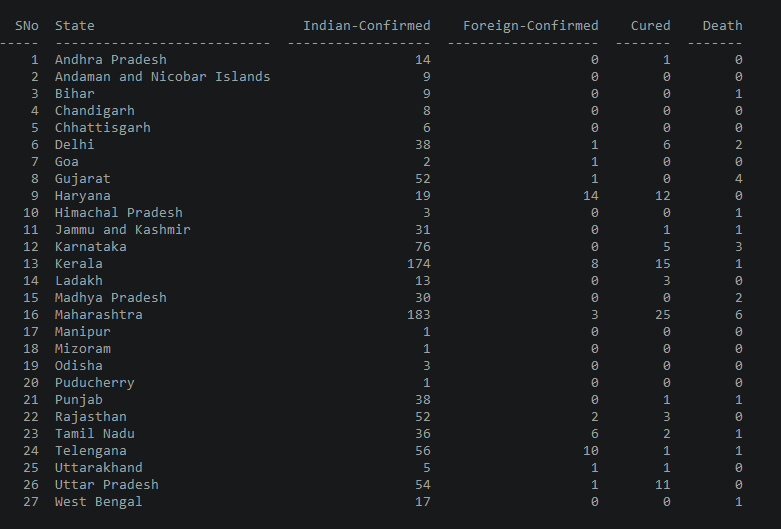 SNo  State                        Indian-Confirmed    Foreign-Confirmed    Cured    Death
-----  ---------------------------  ------------------  -------------------  -------  -------
1  Andhra Pradesh  14  0  1  0
2  Andaman and Nicobar Islands  9  0  0  0
3  Bihar  9  0  0  1
4  Chandigarh  8  0  0  0
5  Chhattisgarh  6  0  0  0
6  Delhi  38  1  6  2
7  Goa  2  1  0  0
8  Gujarat  52  1  0  4
9  Haryana  19  14  12  0
10  Himachal Pradesh  3  0  0  1
11  Jammu and Kashmir  31  0  1  1
12  Karnataka  76  0  5  3
13  Kerala  174  8  15  1
14  Ladakh  13  0  3  0
15  Madhya Pradesh  30  0  0  2
16  Maharashtra  183  3  25  6
17  Manipur  1  0  0  0
18  Mizoram  1  0  0  0
19  Odisha  3  0  0  0
20  Puducherry  1  0  0  0
21  Punjab  38  0  1  1
22  Rajasthan  52  2  3  0
23  Tamil Nadu  36  6  2  1
24  Telengana  56  10  1  1
25  Uttarakhand  5  1  1  0
26  Uttar Pradesh  54  1  11  0
27  West Bengal  17  0  0  1